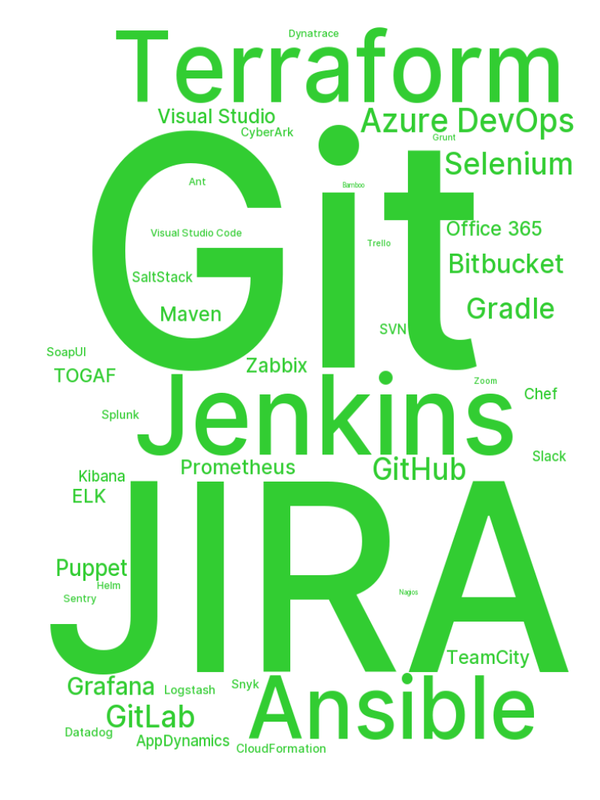 Dynatrace
Terraform
Visual Studio
Azure DevOps
CyberArk
Grunt
Git
Selenium
Ant
Bamboo
Visual Studio Code
Office 365
Trello
Bitbucket
SaltStack
Gradle
Maven
SVN
SoapUI
Zabbix
TOGAF
Zoom
Jenkins
Chef
Splunk
Slack
Prometheus
GitHub
Kibana
ELK
JIRA
Puppet
Helm
Nagios
Sentry
TeamCity
Grafana
Logstash
Snyk
Ansible
GitLab
Datadog
AppDynamics
CloudFormation